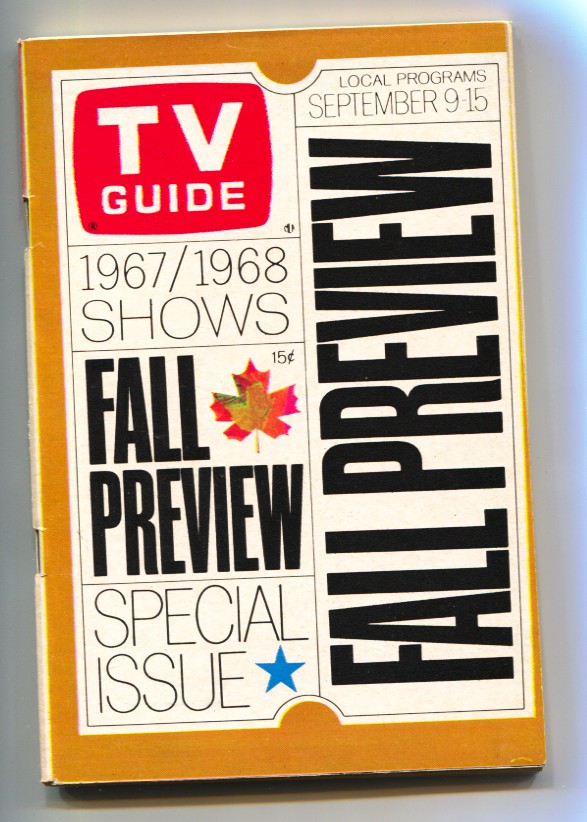 TV
GUIDE
®
1967/1968
SHOWS
15¢
FALL
PREVIEW
SPECIAL
ISSUE
LOCAL PROGRAMS
SEPTEMBER 9-15
FALL PREVIEW